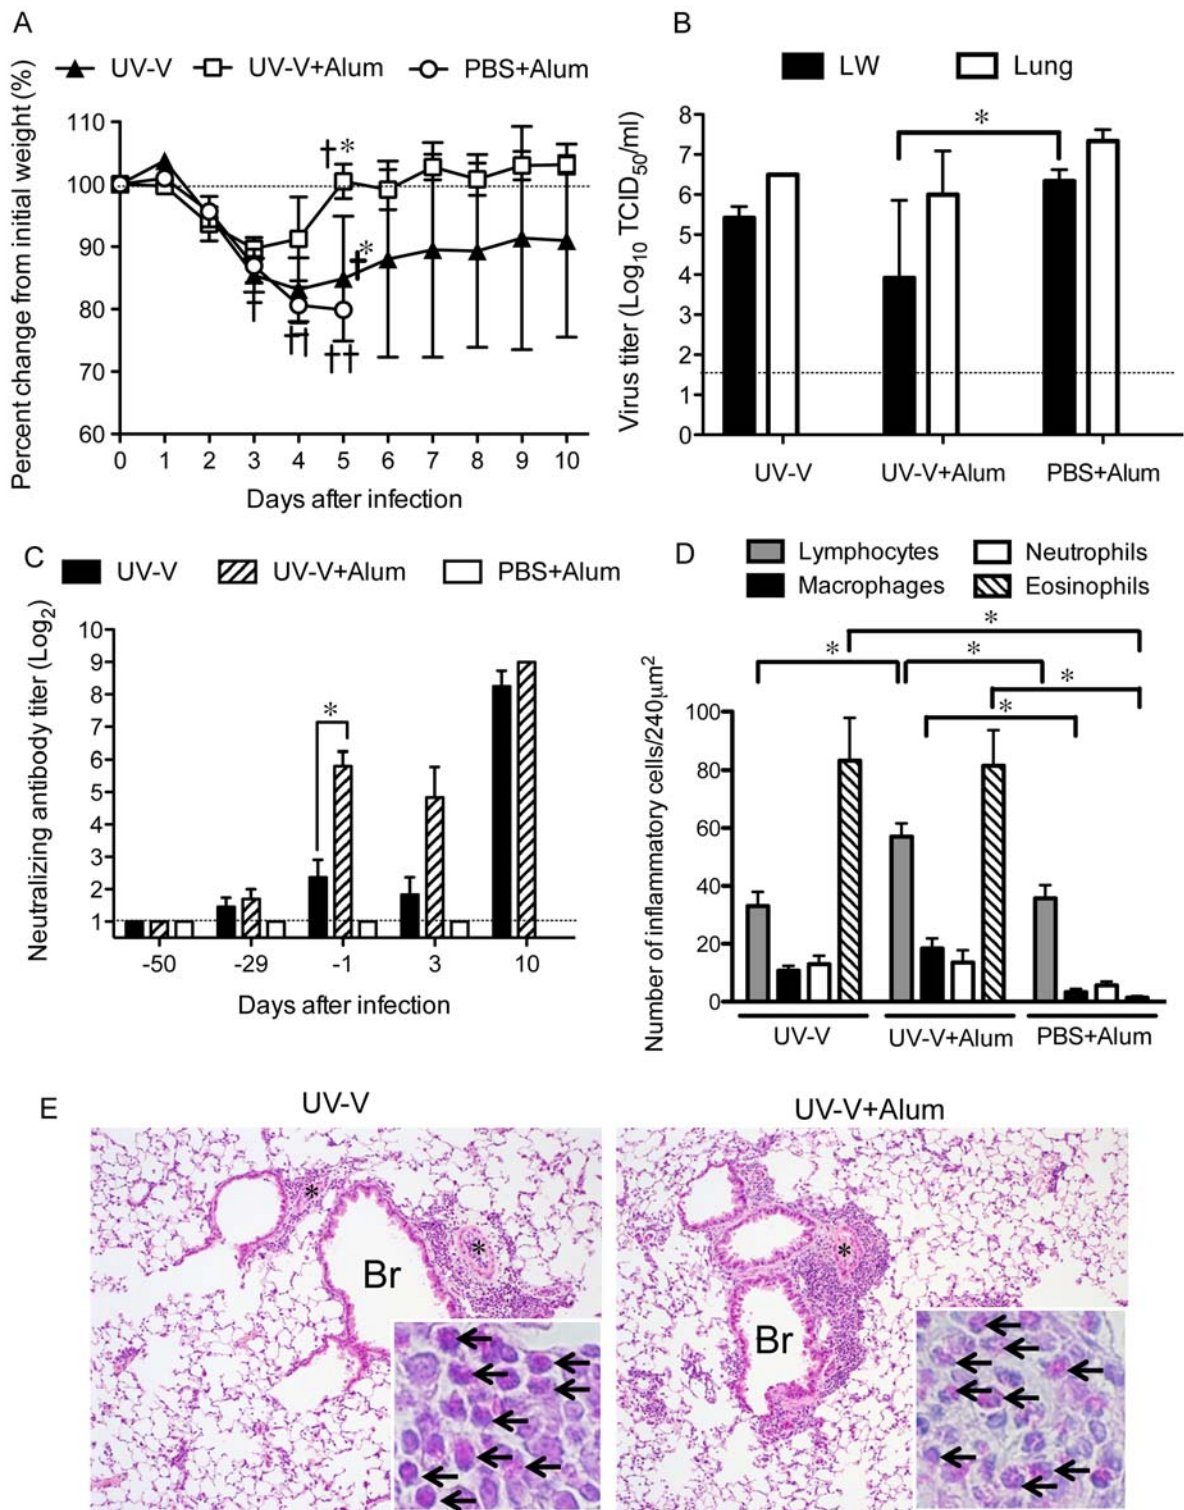 A
UV-V UV-V+Alum PBS+Alum
Percent change from initial weight (%)
110
100
90
80
70
60
† *
† *
†
††
††
0 1 2 3 4 5 6 7 8 9 10
Days after infection
B
LW Lung
Virus titer (Log10 TCID50/ml)
8
7
6
5
4
3
2
1
0
*
UV-V UV-V+Alum PBS+Alum
C
UV-V UV-V+Alum PBS+Alum
Neutralizing antibody titer (Log2)
10
9
8
7
6
5
4
3
2
1
*
-50 -29 -1 3 10
Days after infection
D
Lymphocytes Neutrophils
Macrophages Eosinophils
Number of inflammatory cells/240μm2
*
* *
*
*
100
80
60
40
20
0
UV-V UV-V+Alum PBS+Alum
E
UV-V UV-V+Alum
* * *
Br Br